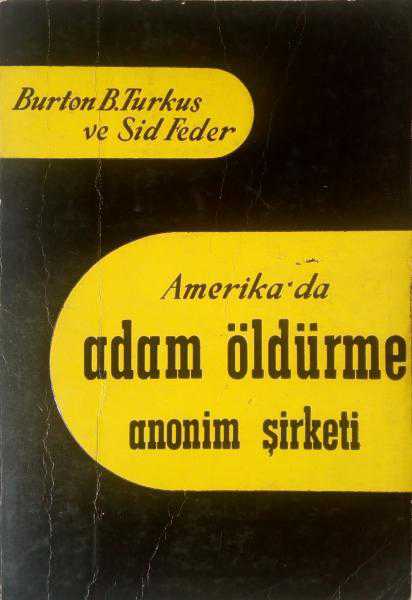 Burton B. Turkus
ve Sid Feder
Amerika'da
adam öldürme
anonim şirketi